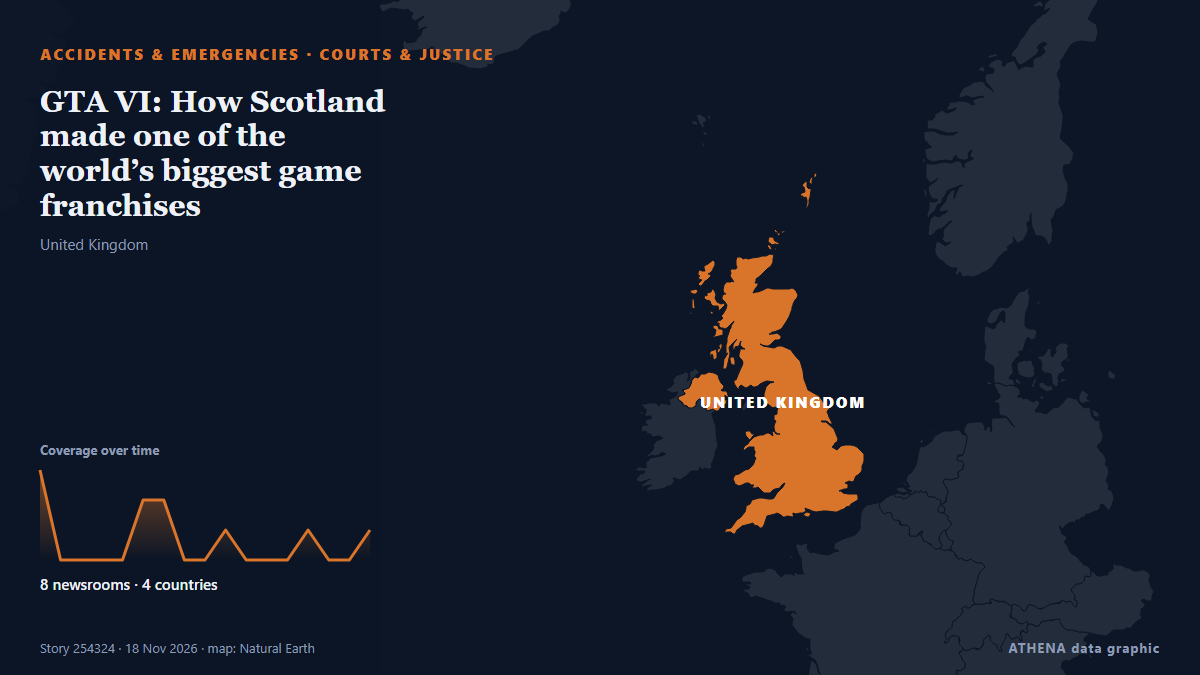 ACCIDENTS & EMERGENCIES · COURTS & JUSTICE
GTA VI: How Scotland
made one of the
world’s biggest game
franchises
United Kingdom
UNITED KINGDOM
Coverage over time
8 newsrooms · 4 countries
Story 254324 · 18 Nov 2026 · map: Natural Earth
ATHENA data graphic